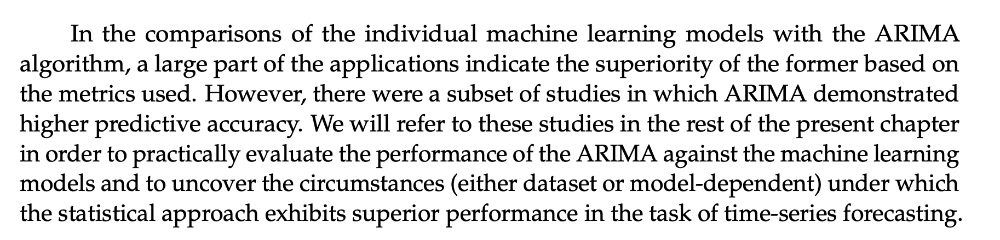 In the comparisons of the individual machine learning models with the ARIMA
algorithm, a large part of the applications indicate the superiority of the former based on
the metrics used. However, there were a subset of studies in which ARIMA demonstrated
higher predictive accuracy. We will refer to these studies in the rest of the present chapter
in order to practically evaluate the performance of the ARIMA against the machine learning
models and to uncover the circumstances (either dataset or model-dependent) under which
the statistical approach exhibits superior performance in the task of time-series forecasting.